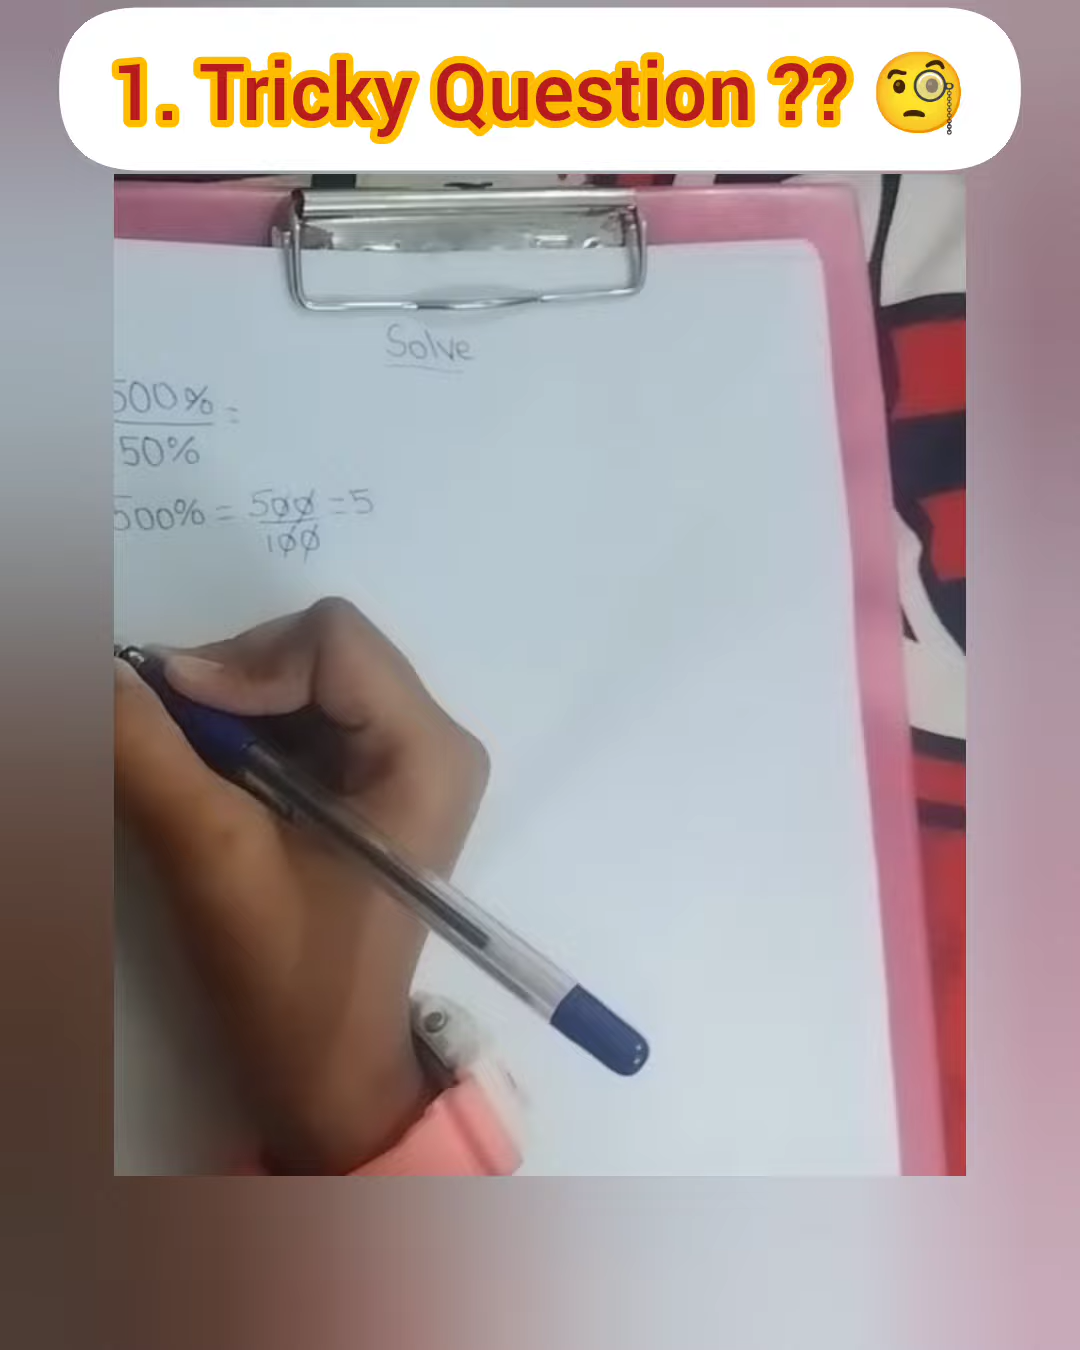 1. Tricky Question ??
Solve
500% =
50%
500% = 500 = 5
100